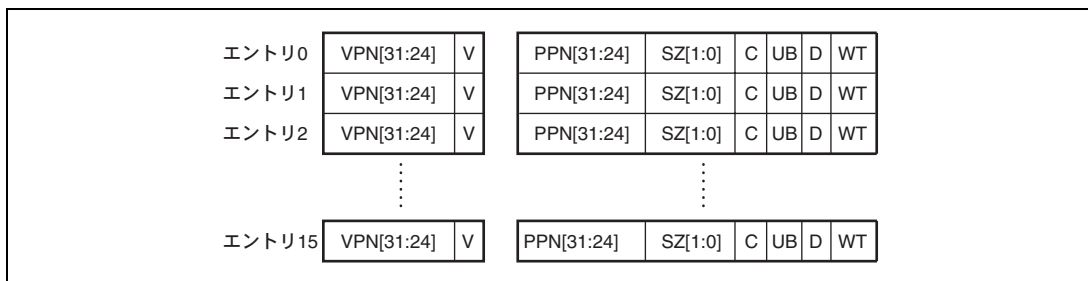 エントリ0 VPN[31:24] V PPN[31:24] SZ[1:0] C UB D WT
エントリ1 VPN[31:24] V PPN[31:24] SZ[1:0] C UB D WT
エントリ2 VPN[31:24] V PPN[31:24] SZ[1:0] C UB D WT
エントリ15 VPN[31:24] V PPN[31:24] SZ[1:0] C UB D WT